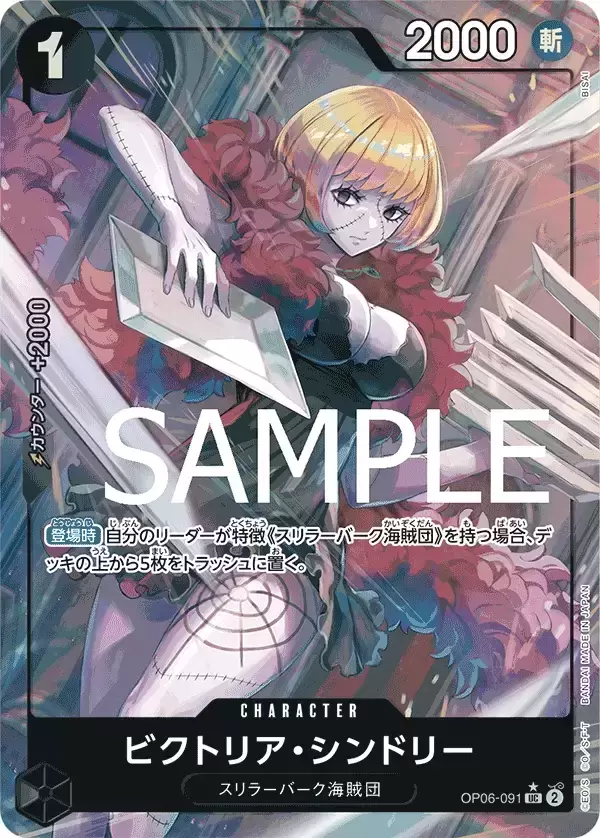 1
2000
斬
BISAI
カウンター +2000
SAMPLE
登場時 自分のリーダーが特徴《スリラーバーク海賊団》を持つ場合、デ
ッキの上から5枚をトラッシュに置く。
CHARACTER
ビクトリア・シンドリー
スリラーバーク海賊団
OP06-091 UC 2
©E.O/S. ©O./S.F.-T
BANDAI MADE IN JAPAN